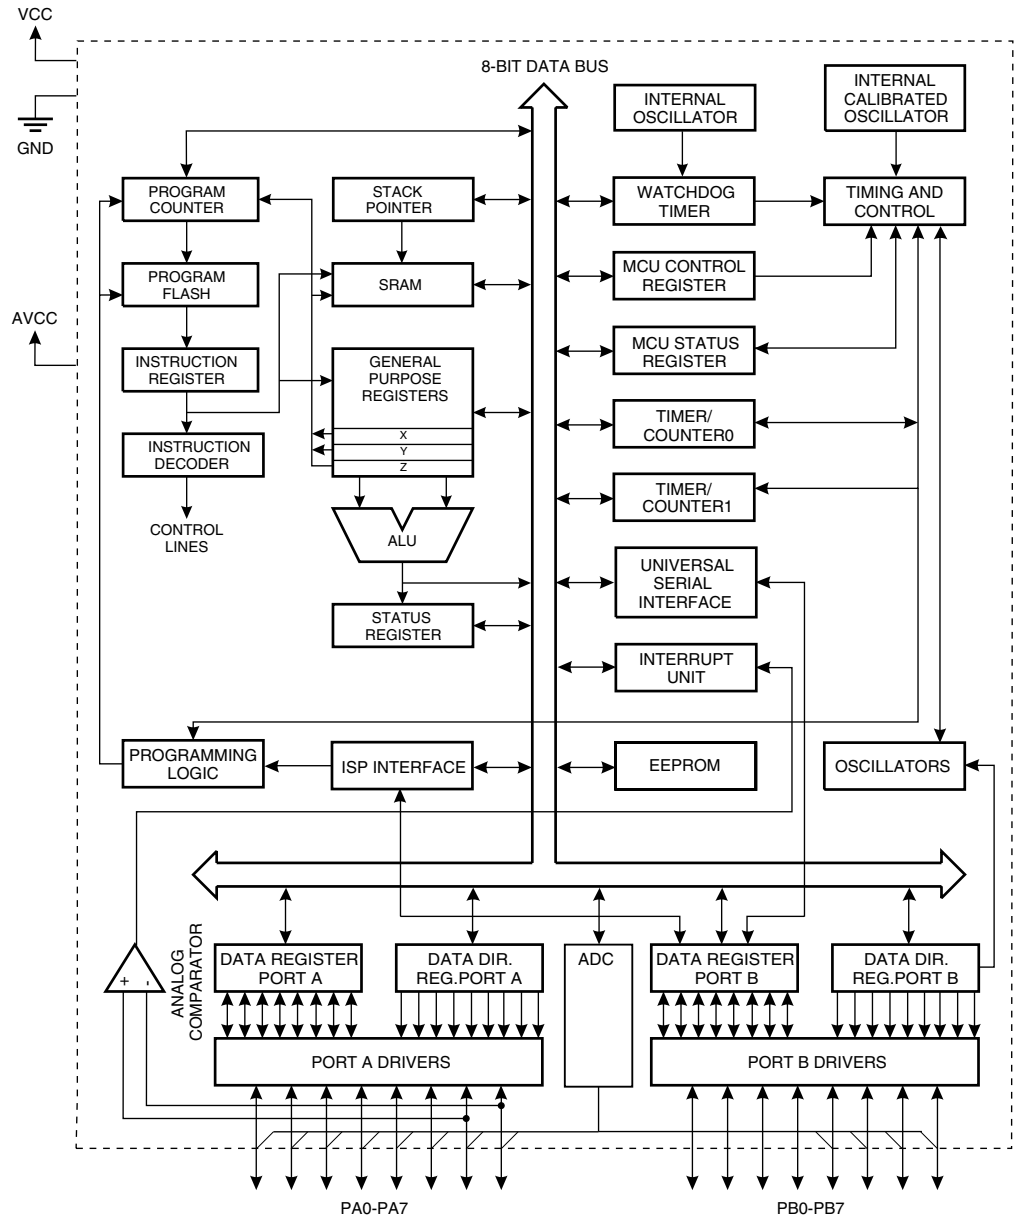 VCC
8-BIT DATA BUS
GND
INTERNAL
OSCILLATOR
INTERNAL
CALIBRATED
OSCILLATOR
PROGRAM
COUNTER
STACK
POINTER
WATCHDOG
TIMER
TIMING AND
CONTROL
PROGRAM
FLASH
SRAM
MCU CONTROL
REGISTER
AVCC
INSTRUCTION
REGISTER
GENERAL
PURPOSE
REGISTERS
X
Y
Z
MCU STATUS
REGISTER
INSTRUCTION
DECODER
TIMER/
COUNTER0
CONTROL
LINES
ALU
TIMER/
COUNTER1
UNIVERSAL
SERIAL
INTERFACE
STATUS
REGISTER
INTERRUPT
UNIT
PROGRAMMING
LOGIC
ISP INTERFACE
EEPROM
OSCILLATORS
ANALOG
COMPARATOR
+
-
DATA REGISTER
PORT A
DATA DIR.
REG.PORT A
ADC
DATA REGISTER
PORT B
DATA DIR.
REG.PORT B
PORT A DRIVERS
PORT B DRIVERS
PA0-PA7
PB0-PB7